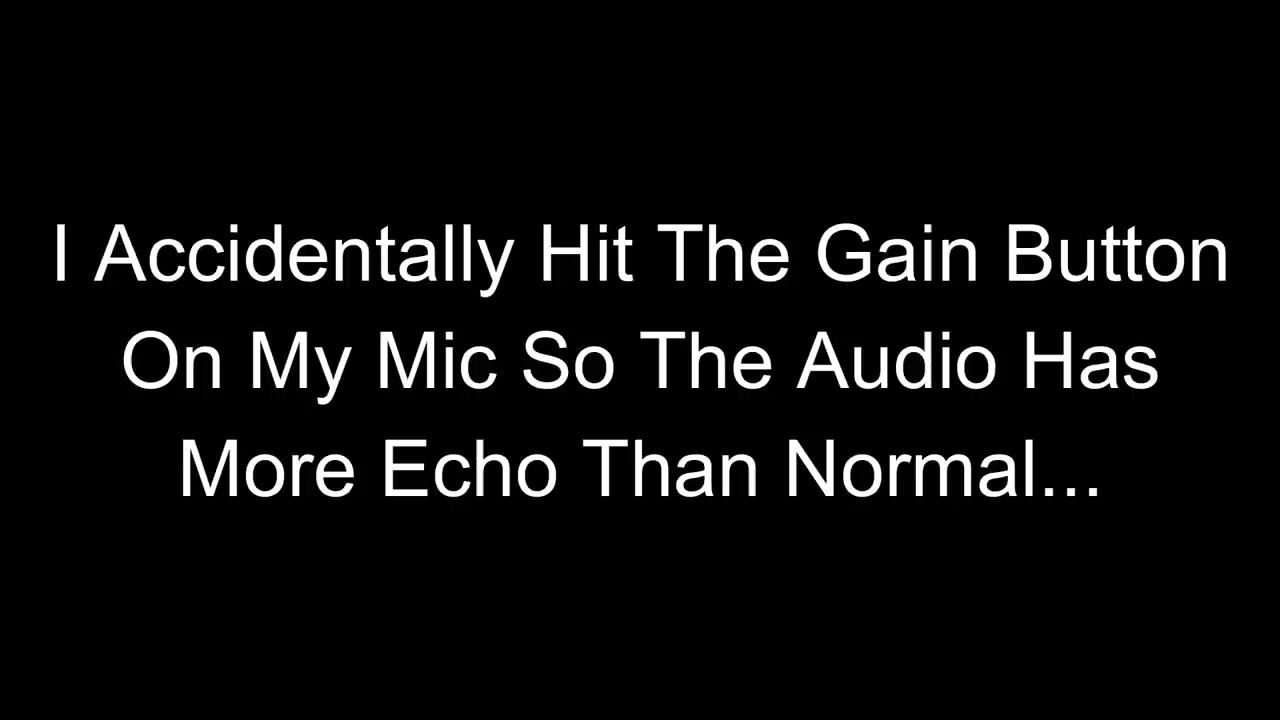 I Accidentally Hit The Gain Button
On My Mic So The Audio Has
More Echo Than Normal...